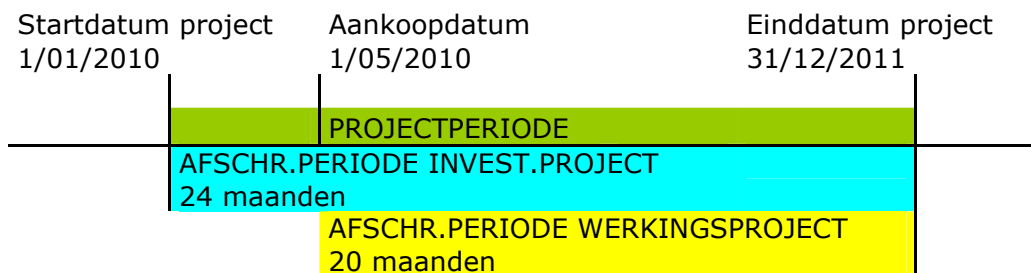 Startdatum project Aankoopdatum Einddatum project
1/01/2010 1/05/2010 31/12/2011
PROJECTPERIODE
AFSCHR.PERIODE INVEST.PROJECT
24 maanden
AFSCHR.PERIODE WERKINGSPROJECT
20 maanden